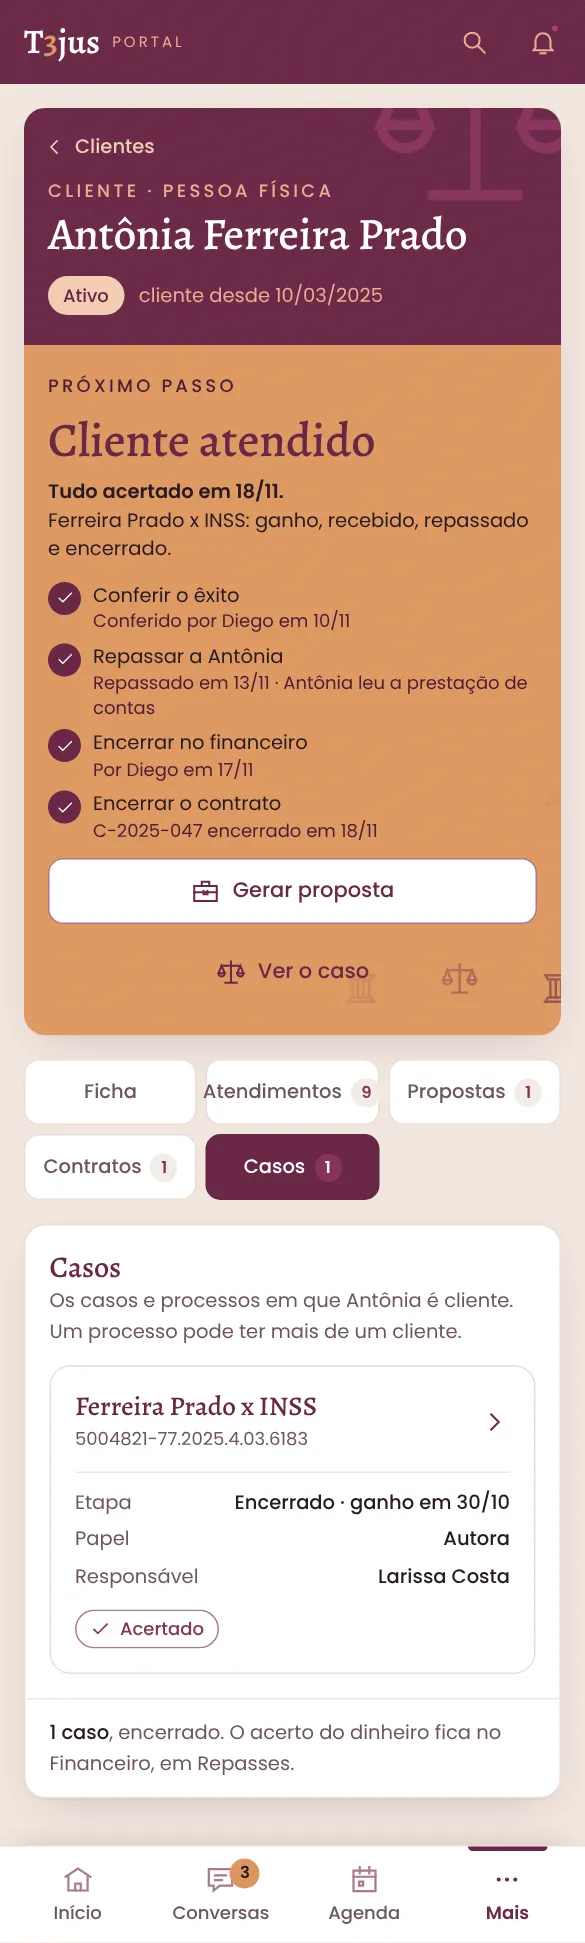 T3jus PORTAL
Clientes
CLIENTE · PESSOA FÍSICA
Antônia Ferreira Prado
Ativo cliente desde 10/03/2025
PRÓXIMO PASSO
Cliente atendido
Tudo acertado em 18/11.
Ferreira Prado x INSS: ganho, recebido, repassado
e encerrado.
Conferir o êxito
Conferido por Diego em 10/11
Repassar a Antônia
Repassado em 13/11 · Antônia leu a prestação de
contas
Encerrar no financeiro
Por Diego em 17/11
Encerrar o contrato
C-2025-047 encerrado em 18/11
Gerar proposta
Ver o caso
Ficha Atendimentos 9 Propostas 1
Contratos 1 Casos 1
Casos
Os casos e processos em que Antônia é cliente.
Um processo pode ter mais de um cliente.
Ferreira Prado x INSS
5004821-77.2025.4.03.6183
Etapa Encerrado · ganho em 30/10
Papel Autora
Responsável Larissa Costa
Acertado
1 caso, encerrado. O acerto do dinheiro fica no
Financeiro, em Repasses.
3
Início Conversas Agenda Mais